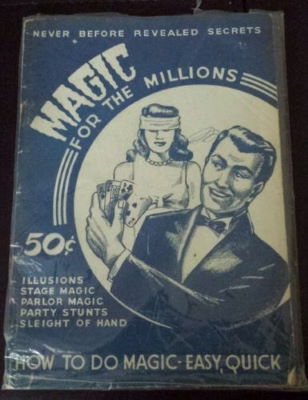 NEVER BEFORE REVEALED SECRETS
MAGIC
FOR THE MILLIONS
50¢
ILLUSIONS
STAGE MAGIC
PARLOR MAGIC
PARTY STUNTS
SLEIGHT OF HAND
HOW TO DO MAGIC-EASY, QUICK